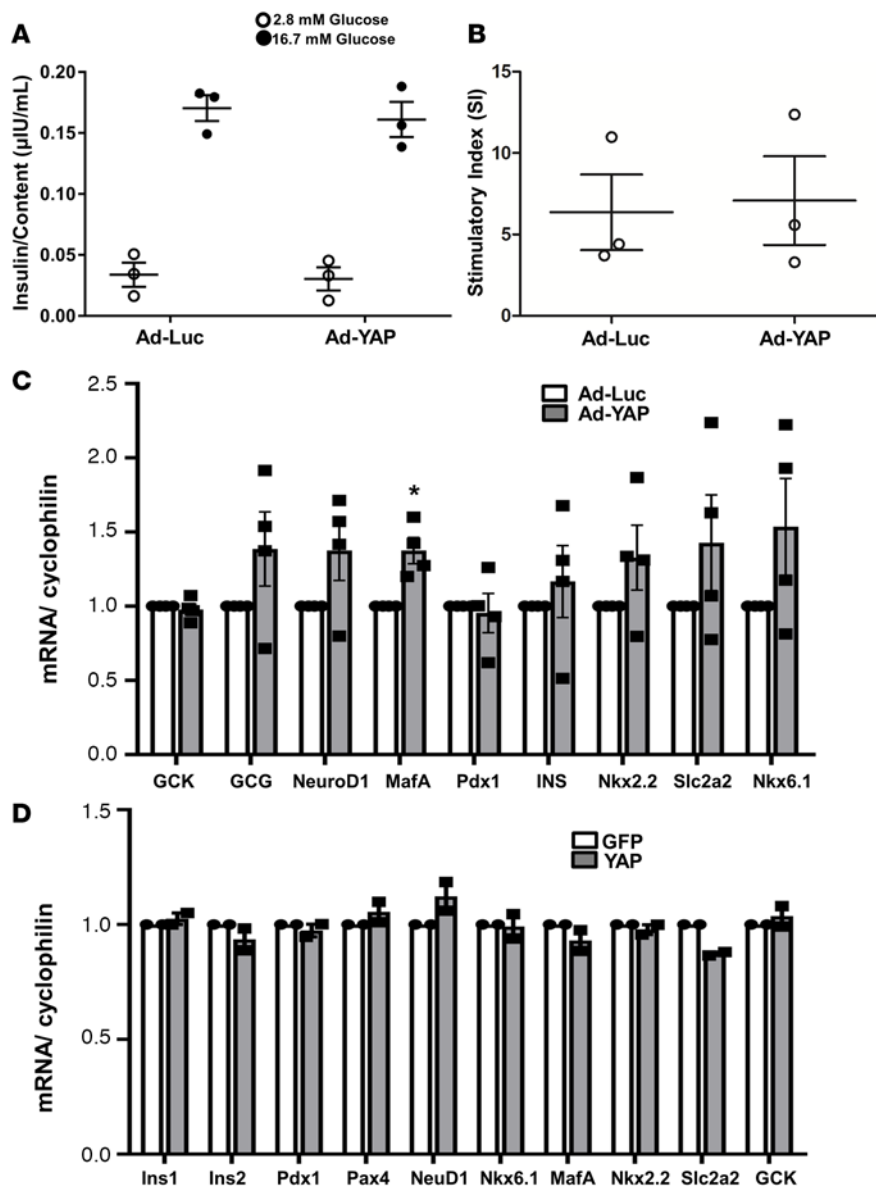 A
2.8 mM Glucose
16.7 mM Glucose
Insulin/Content (µIU/mL)
0.20
0.15
0.10
0.05
0.00
Ad-Luc
Ad-YAP
B
Stimulatory Index (SI)
15
10
5
0
Ad-Luc
Ad-YAP
C
Ad-Luc
Ad-YAP
mRNA/ cyclophilin
2.5
2.0
1.5
1.0
0.5
0.0
*
GCK GCG NeuroD1 MafA Pdx1 INS Nkx2.2 Slc2a2 Nkx6.1
D
GFP
YAP
mRNA/ cyclophilin
1.5
1.0
0.5
0.0
Ins1 Ins2 Pdx1 Pax4 NeuD1 Nkx6.1 MafA Nkx2.2 Slc2a2 GCK